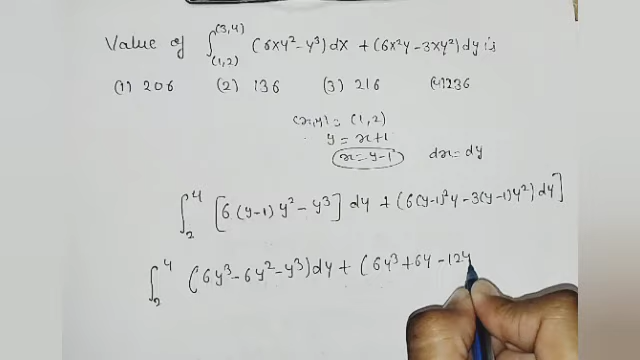 Value of ∫_(1,2)^(3,4) (6xy² - y³) dx + (6x²y - 3xy²) dy is
(1) 206 (2) 136 (3) 216 (4) 236
(x,y) = (1,2)
y = x+1
x = y-1 dx = dy
∫_2^4 [6(y-1)y² - y³] dy + (6(y-1)²y - 3(y-1)y²) dy]
∫_2^4 (6y³ - 6y² - y³) dy + (6y³ + 6y - 12y